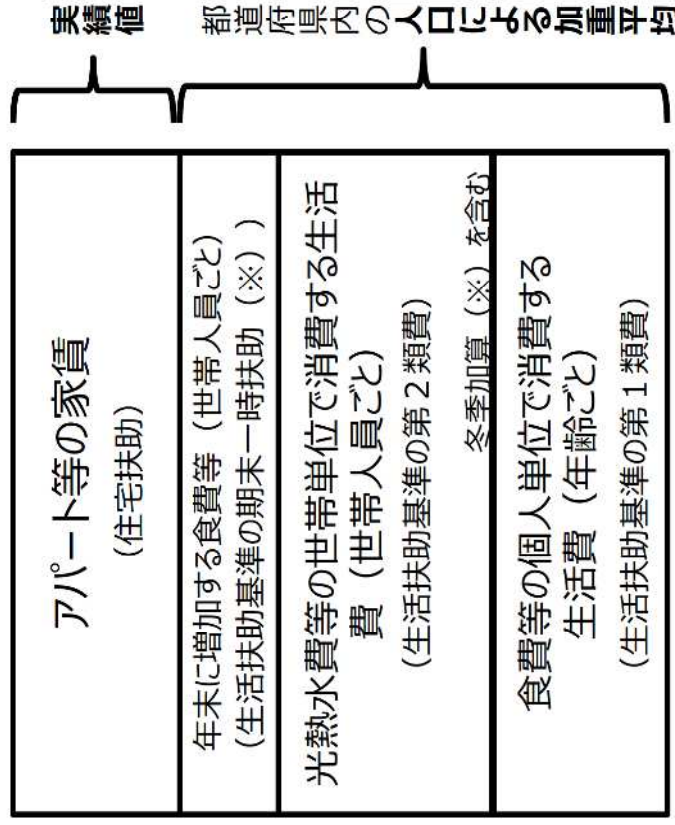 アパート等の家賃
（住宅扶助）
年末に増加する食費等（世帯人員ごと）
（生活扶助基準の期末一時扶助（※））
光熱水費等の世帯単位で消費する生活
費（世帯人員ごと）
（生活扶助基準の第２類費）
冬季加算（※）を含む
食費等の個人単位で消費する
生活費（年齢ごと）
（生活扶助基準の第１類費）
実績値
都道府県内の人口による加重平均